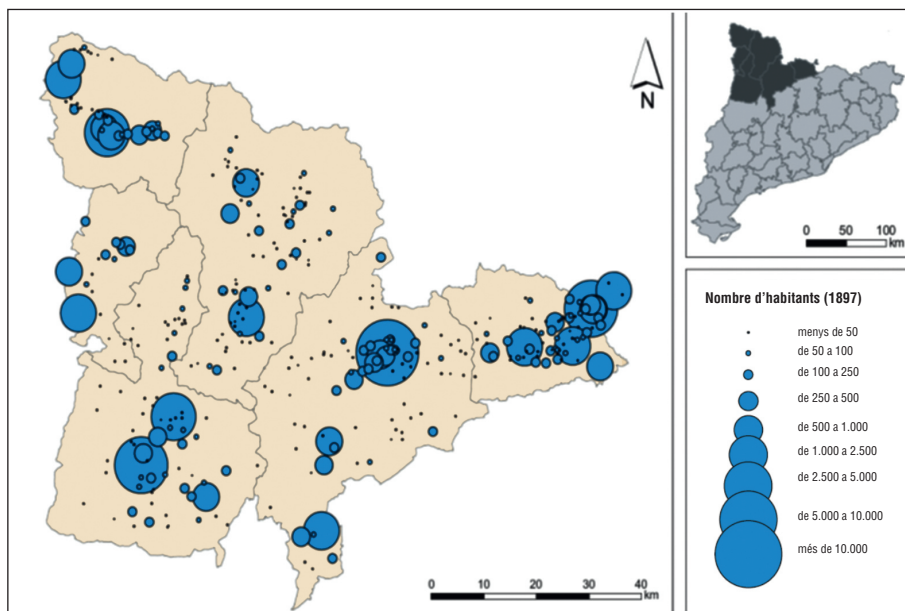 N
0 50 100
km
Nombre d'habitants (1897)
menys de 50
de 50 a 100
de 100 a 250
de 250 a 500
de 500 a 1.000
de 1.000 a 2.500
de 2.500 a 5.000
de 5.000 a 10.000
més de 10.000
0 10 20 30 40
km